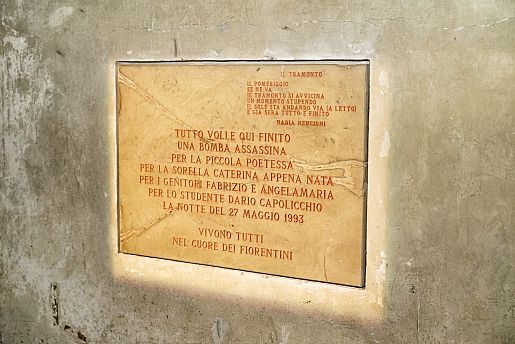 IL TRAMONTO
IL POMERIGGIO
SE NE VA
IL TRAMONTO SI AVVICINA
UN MOMENTO STUPENDO
IL SOLE STA ANDANDO VIA (A LETTO)
E GIÀ SERA TUTTO È FINITO
NADIA NENCIONI
TUTTO VOLLE QUI FINITO
UNA BOMBA ASSASSINA
PER LA PICCOLA POETESSA
PER LA SORELLA CATERINA APPENA NATA
PER I GENITORI FABRIZIO E ANGELAMARIA
PER LO STUDENTE DARIO CAPOLICCHIO
LA NOTTE DEL 27 MAGGIO 1993
VIVONO TUTTI
NEL CUORE DEI FIORENTINI